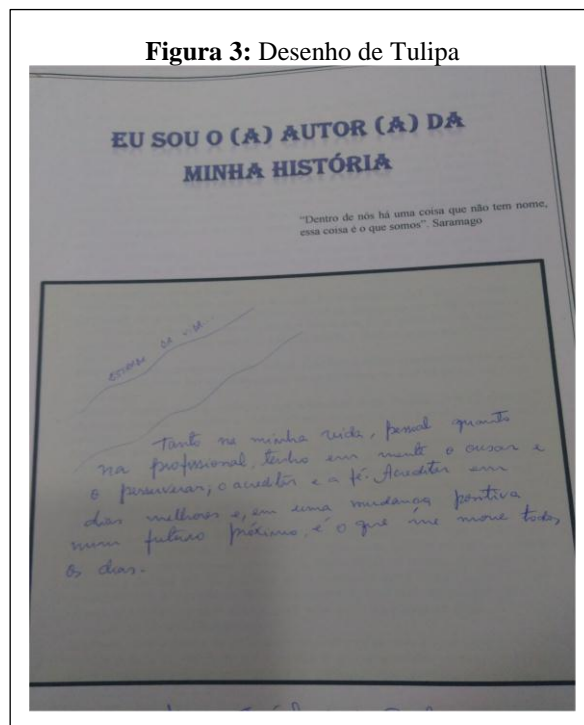 Figura 3: Desenho de Tulipa
EU SOU O (A) AUTOR (A) DA
MINHA HISTÓRIA
"Dentro de nós há uma coisa que não tem nome,
essa coisa é o que somos". Saramago
ESTRADA DA VIDA...
Tanto na minha vida, pessoal quanto
na profissional, tenho em mente o ousar e
o perseverar, o acreditar e a fé. Acreditar em
dias melhores e, em uma mudança positiva
num futuro próximo, é o que me move todos
os dias.